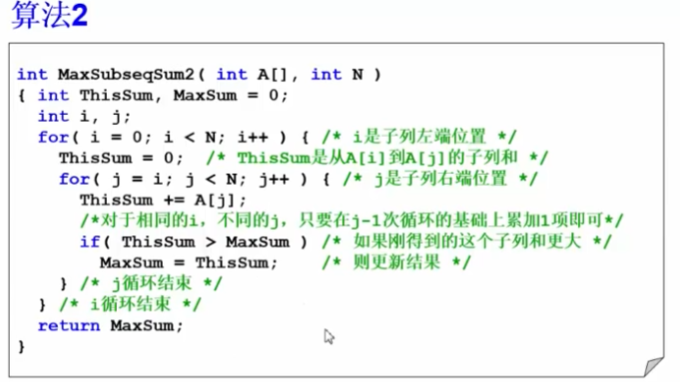 算法2
int MaxSubseqSum2( int A[], int N )
{ int ThisSum, MaxSum = 0;
int i, j;
for( i = 0; i < N; i++ ) { /* i是子列左端位置 */
ThisSum = 0; /* ThisSum是从A[i]到A[j]的子列和 */
for( j = i; j < N; j++ ) { /* j是子列右端位置 */
ThisSum += A[j];
/*对于相同的i，不同的j，只要在j-1次循环的基础上累加1项即可*/
if( ThisSum > MaxSum ) /* 如果刚得到的这个子列和更大 */
MaxSum = ThisSum; /* 则更新结果 */
} /* j循环结束 */
} /* i循环结束 */
return MaxSum;
}